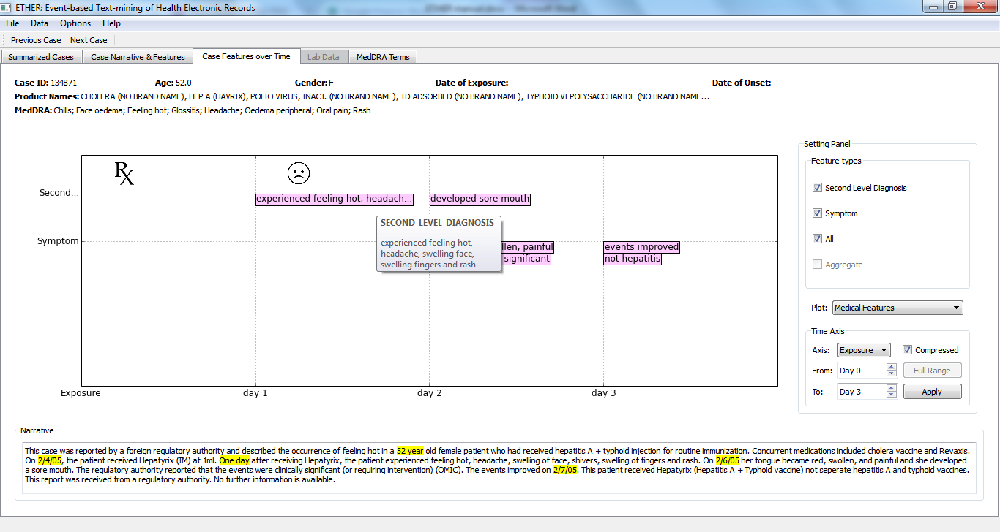 ETHER: Event-based Text-mining of Health Electronic Records
File Data Options Help
Previous Case Next Case
Summarized Cases Case Narrative & Features Case Features over Time Lab Data MedDRA Terms
Case ID: 134871 Age: 52.0 Gender: F Date of Exposure: Date of Onset:
Product Names: CHOLERA (NO BRAND NAME), HEP A (HAVRIX), POLIO VIRUS, INACT. (NO BRAND NAME), TD ADSORBED (NO BRAND NAME), TYPHOID VI POLYSACCHARIDE (NO BRAND NAME...
MedDRA: Chills; Face oedema; Feeling hot; Glossitis; Headache; Oedema peripheral; Oral pain; Rash
Rx
Second...
experienced feeling hot, headach... developed sore mouth
SECOND_LEVEL_DIAGNOSIS
experienced feeling hot,
headache, swelling face,
swelling fingers and rash
Symptom
llen, painful events improved
significant not hepatitis
Exposure day 1 day 2 day 3
Setting Panel
Feature types
Second Level Diagnosis
Symptom
All
Aggregate
Plot: Medical Features
Time Axis
Axis: Exposure Compressed
From: Day 0 Full Range
To: Day 3 Apply
Narrative
This case was reported by a foreign regulatory authority and described the occurrence of feeling hot in a 52 year old female patient who had received hepatitis A + typhoid injection for routine immunization. Concurrent medications included cholera vaccine and Revaxis.
On 2/4/05, the patient received Hepatyrix (IM) at 1ml. One day after receiving Hepatyrix, the patient experienced feeling hot, headache, swelling of face, shivers, swelling of fingers and rash. On 2/6/05 her tongue became red, swollen, and painful and she developed
a sore mouth. The regulatory authority reported that the events were clinically significant (or requiring intervention) (OMIC). The events improved on 2/7/05. This patient received Hepatyrix (Hepatitis A + Typhoid vaccine) not seperate hepatitis A and typhoid vaccines.
This report was received from a regulatory authority. No further information is available.